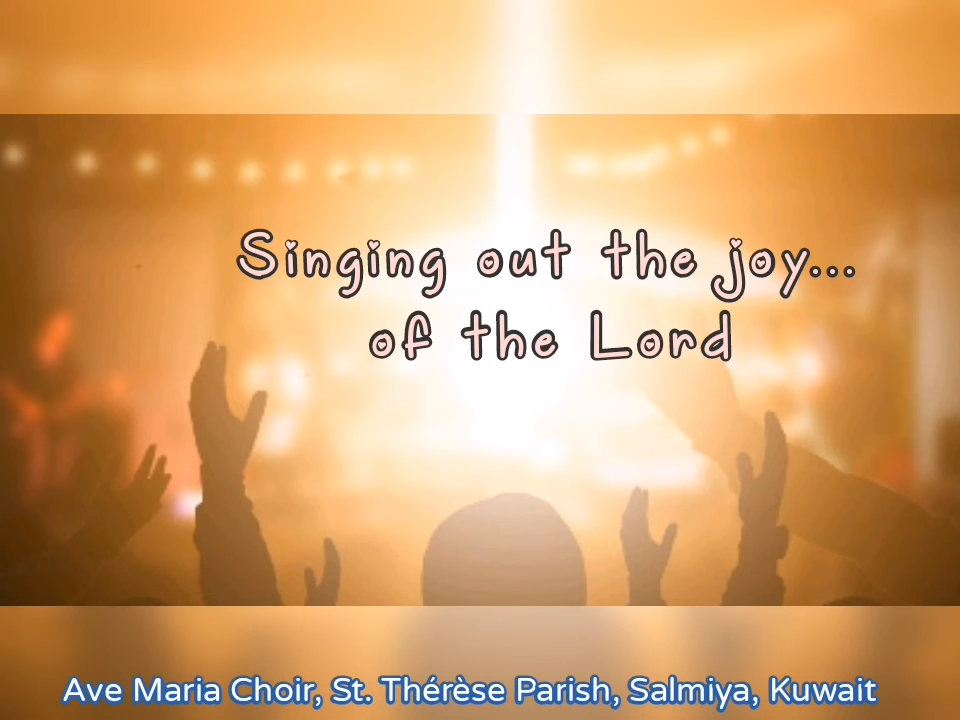 Singing out the joy...
of the Lord
Ave Maria Choir, St. Thérèse Parish, Salmiya, Kuwait